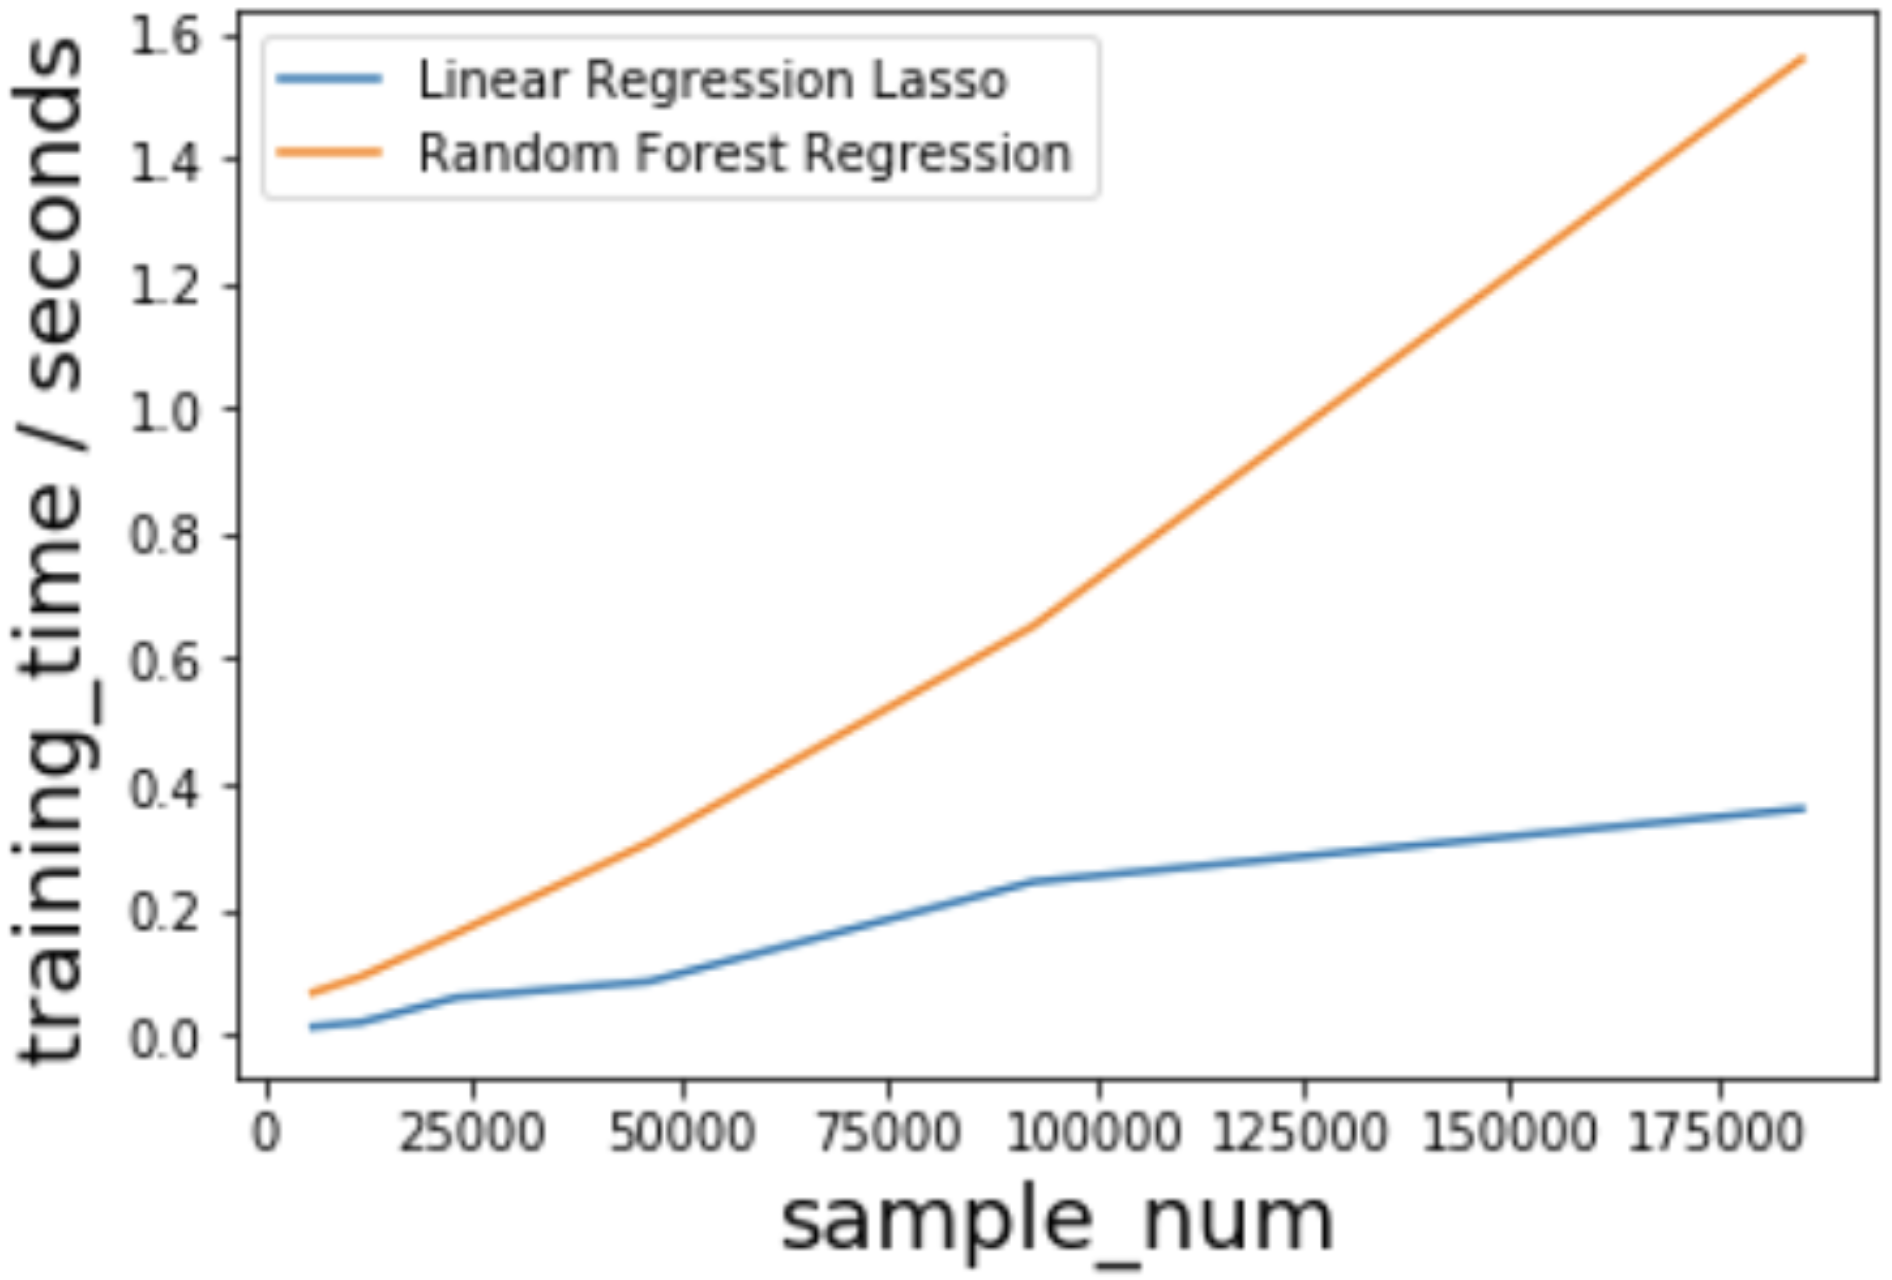 training_time / seconds
1.6
1.4
1.2
1.0
0.8
0.6
0.4
0.2
0.0
Linear Regression Lasso
Random Forest Regression
0 25000 50000 75000 100000 125000 150000 175000
sample_num